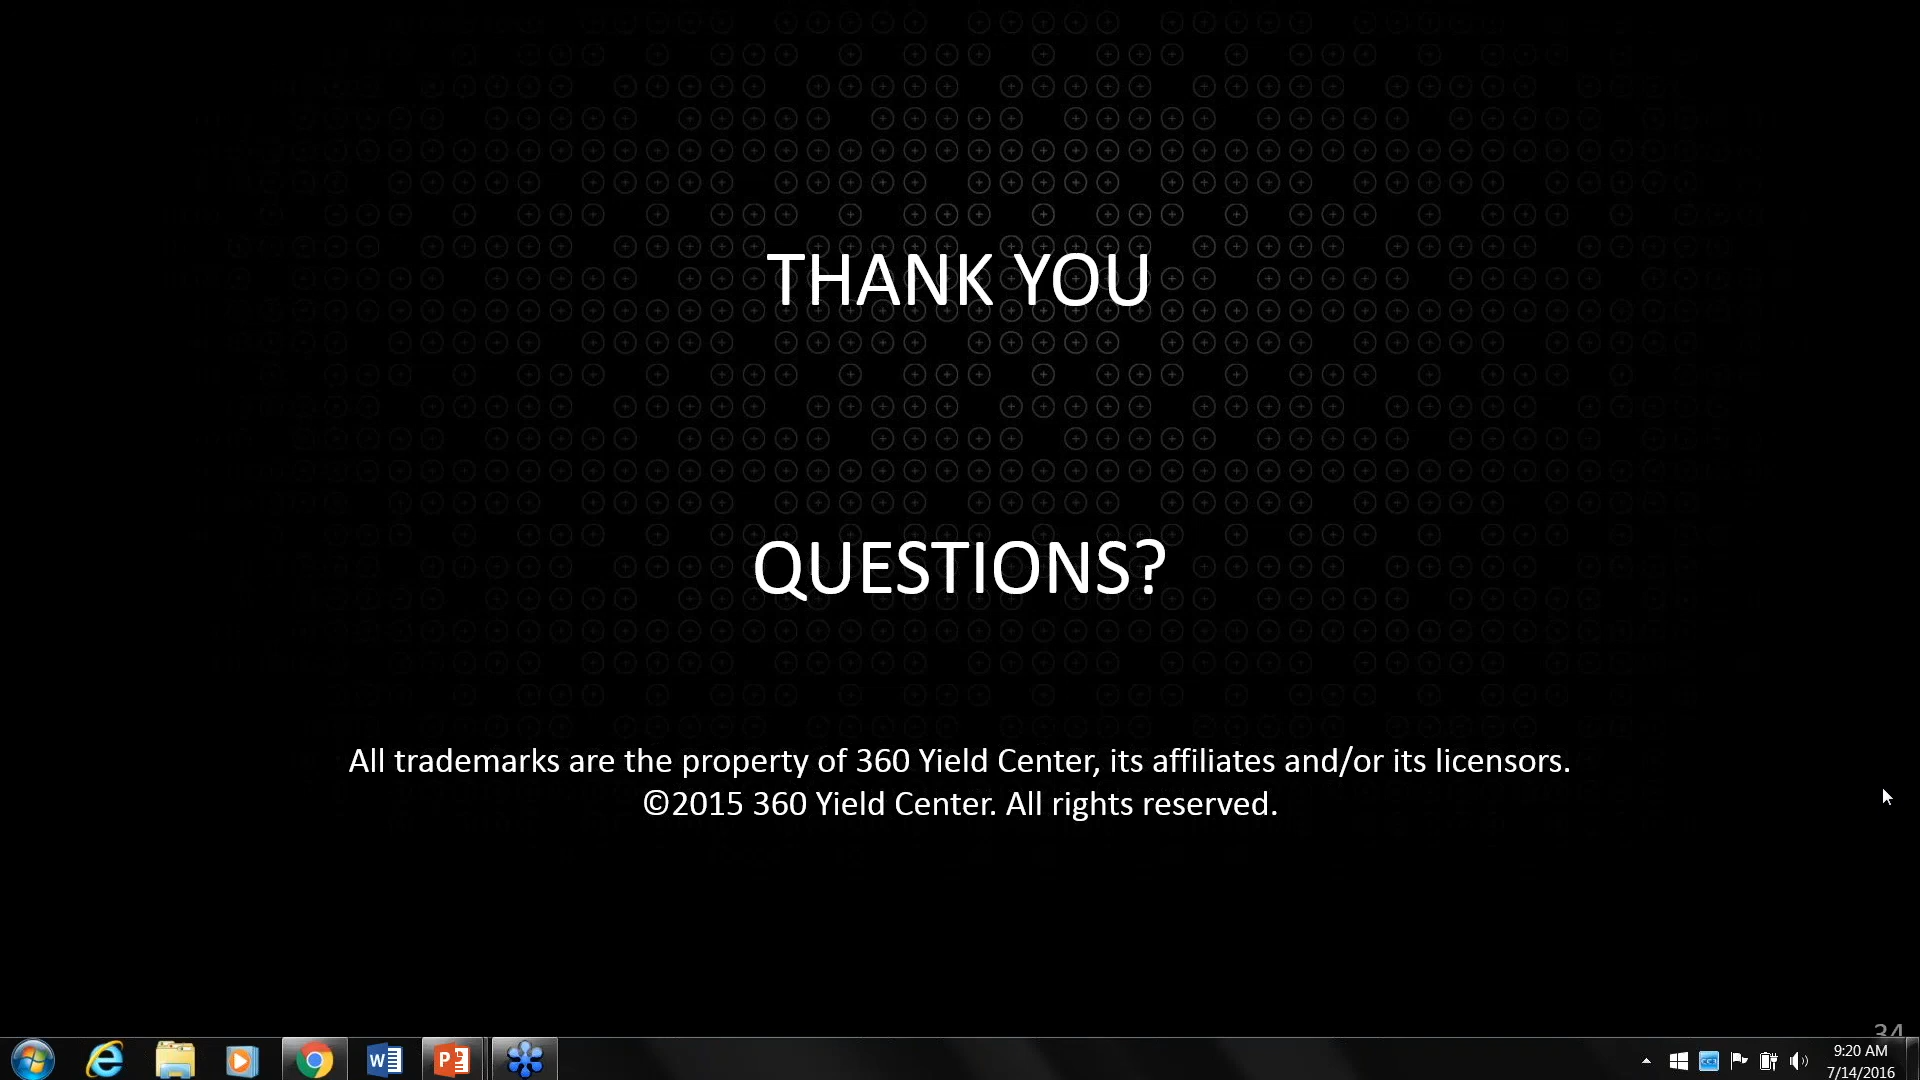 THANK YOU
QUESTIONS?
All trademarks are the property of 360 Yield Center, its affiliates and/or its licensors.
©2015 360 Yield Center. All rights reserved.
34
9:20 AM
7/14/2016